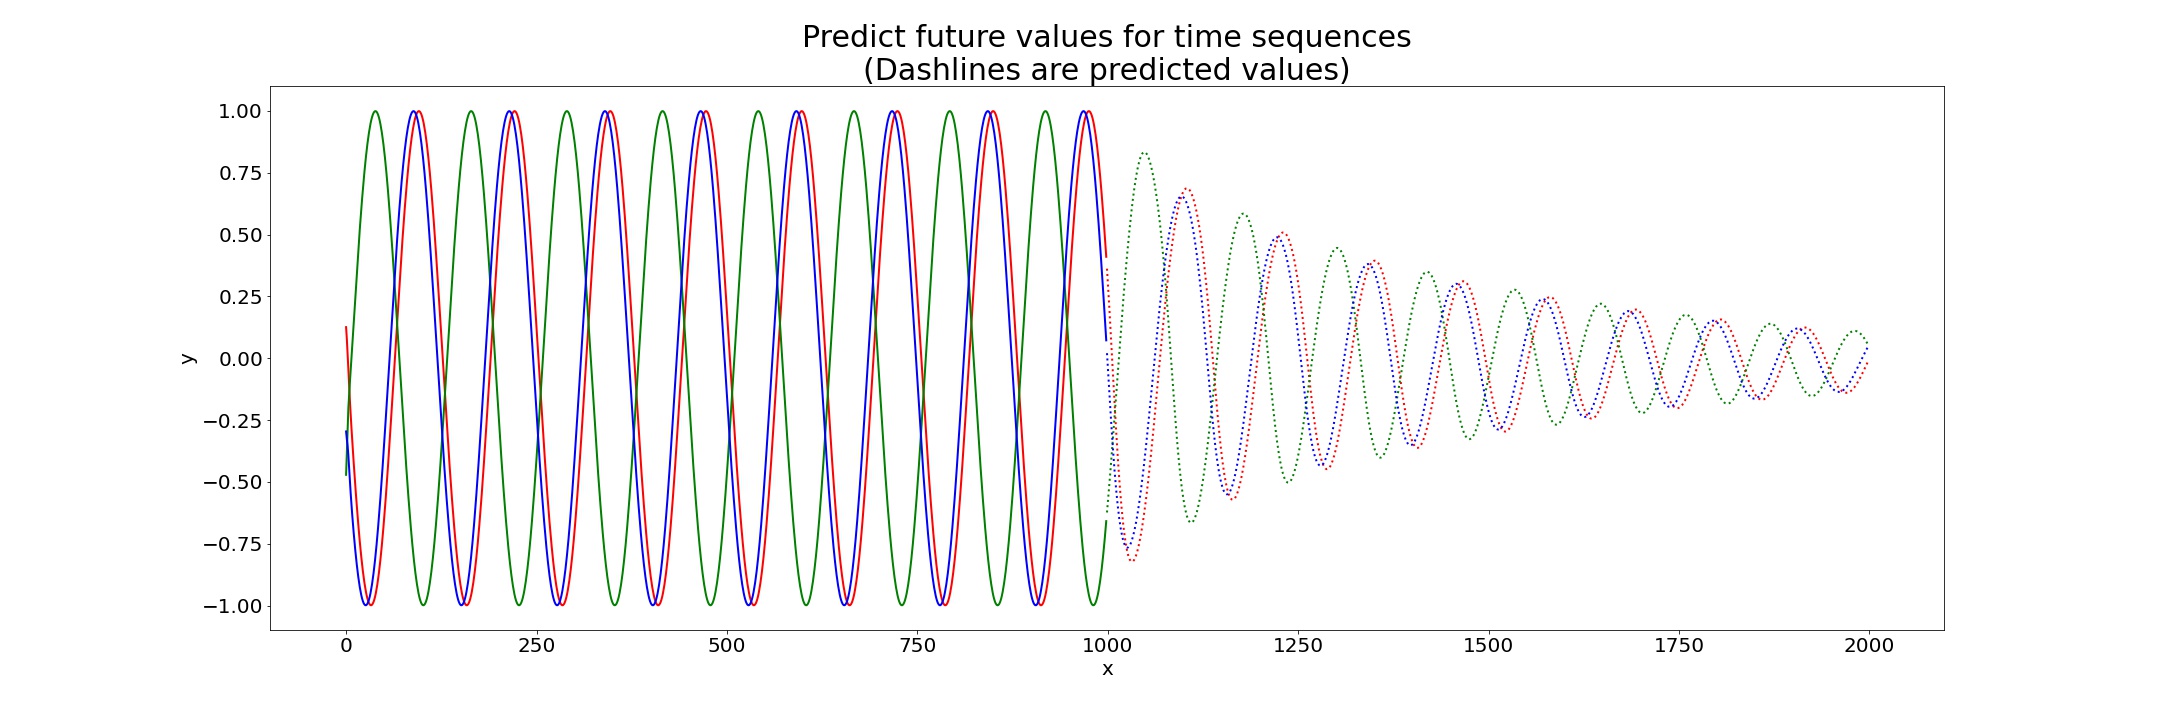 Predict future values for time sequences
(Dashlines are predicted values)
1.00
0.75
0.50
0.25
0.00
−0.25
−0.50
−0.75
−1.00
y
0 250 500 750 1000 1250 1500 1750 2000
x